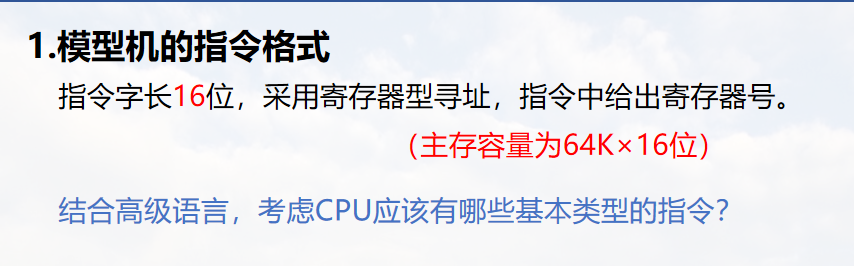 1.模型机的指令格式
指令字长16位，采用寄存器型寻址，指令中给出寄存器号。
（主存容量为64K×16位）
结合高级语言，考虑CPU应该有哪些基本类型的指令？